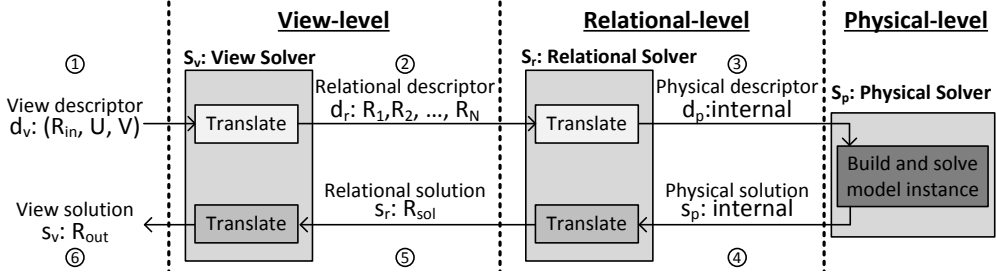 View-level
Relational-level
Physical-level
Sv: View Solver
Sr: Relational Solver
Sp: Physical Solver
①
②
③
View descriptor
dv: (Rin, U, V)
Translate
Relational descriptor
dr: R1,R2, ..., RN
Translate
Physical descriptor
dp:internal
Build and solve
model instance
View solution
sv: Rout
Translate
Relational solution
sr: Rsol
Translate
Physical solution
sp: internal
⑥
⑤
④